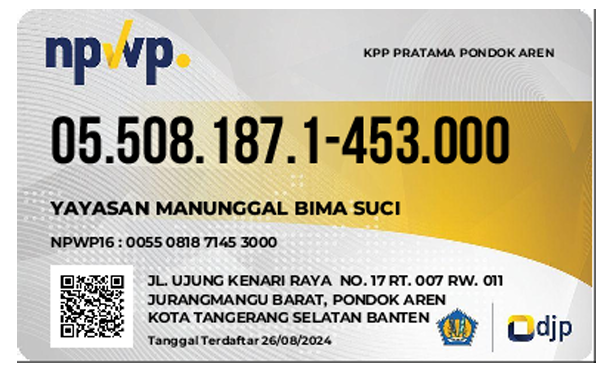 npwp.
KPP PRATAMA PONDOK AREN
05.508.187.1-453.000
YAYASAN MANUNGGAL BIMA SUCI
NPWP16 : 0055 0818 7145 3000
JL. UJUNG KENARI RAYA NO. 17 RT. 007 RW. 011
JURANGMANGU BARAT, PONDOK AREN
KOTA TANGERANG SELATAN BANTEN
Tanggal Terdaftar 26/08/2024
djp